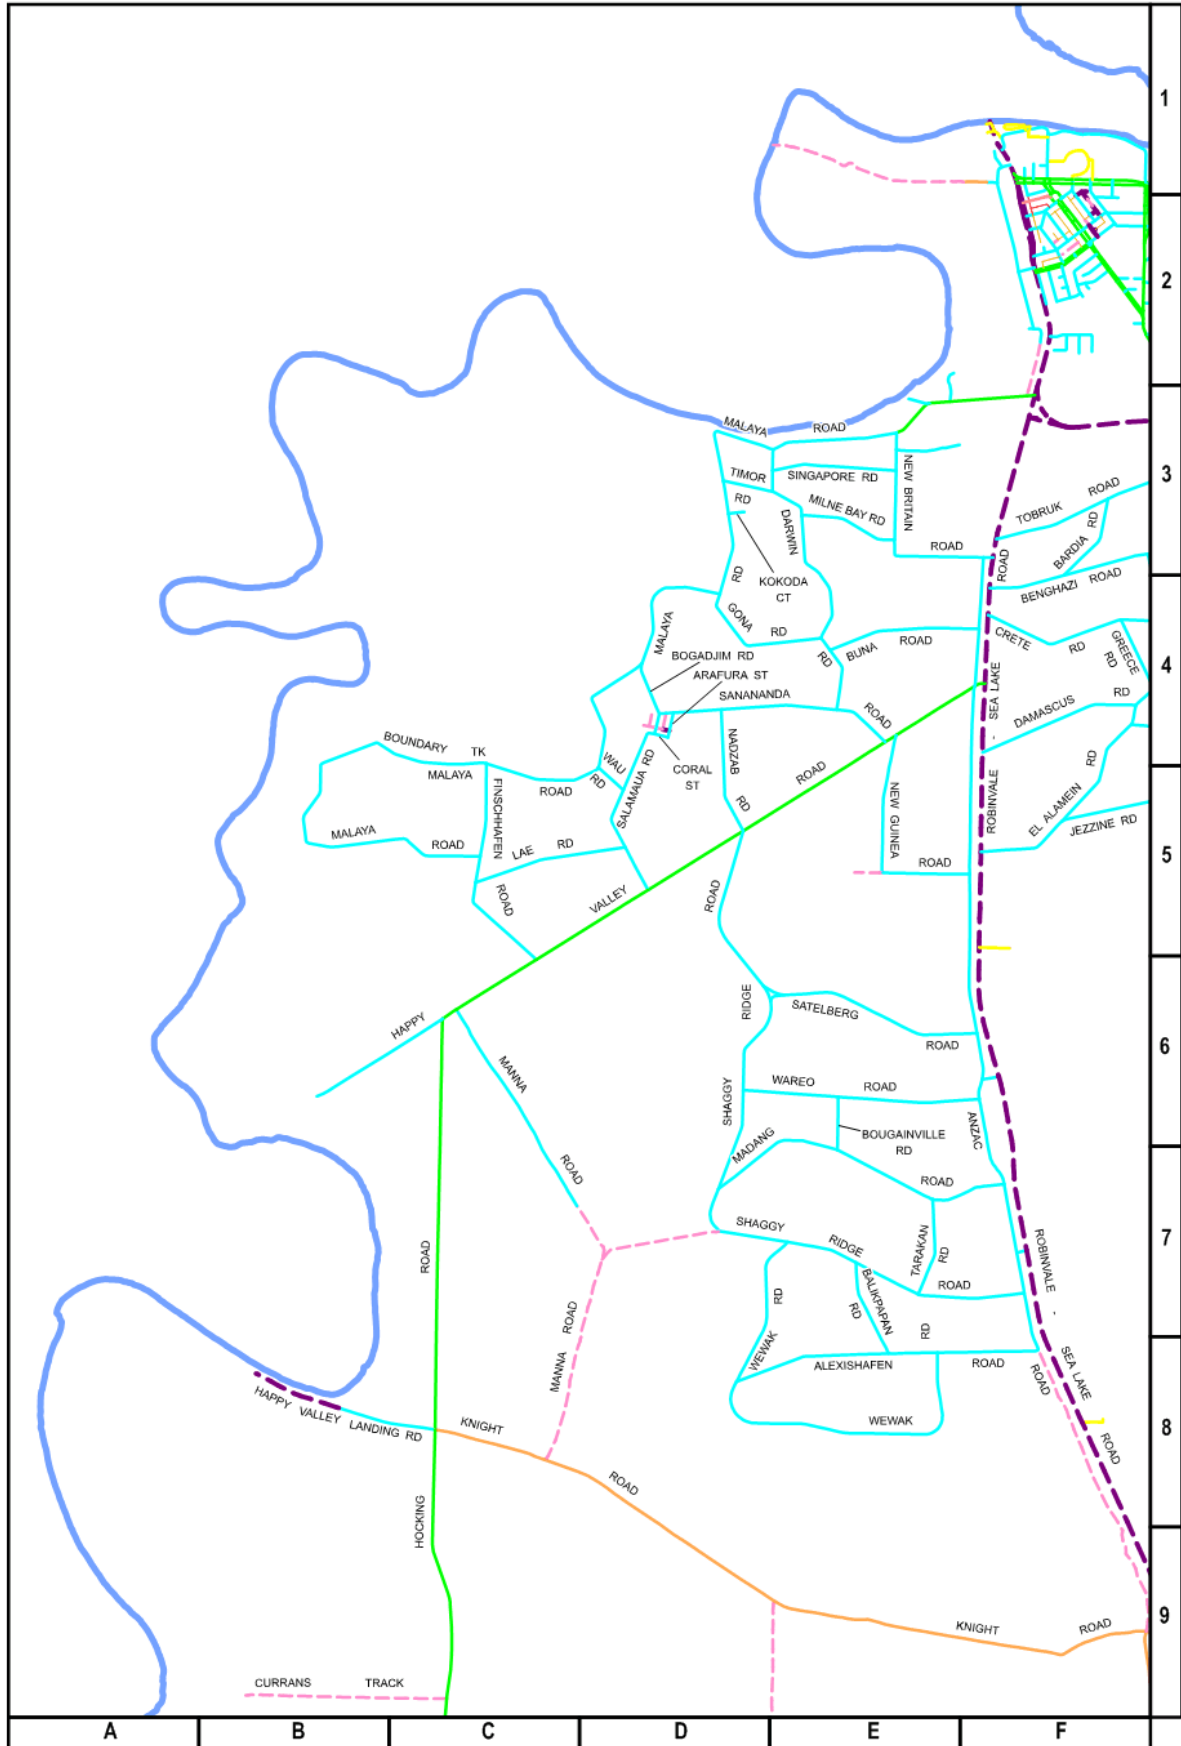 1
2
MALAYA ROAD
3
TIMOR
RD
SINGAPORE RD
NEW BRITAIN
ROAD
MILNE BAY RD
DARWIN
RD
TOBRUK ROAD
BARDIA RD
ROAD
KOKODA
CT
RD
BENGHAZI ROAD
GONA RD
MALAYA
BUNA ROAD
CRETE RD
GREECE
RD
4
BOGADJIM RD
ARAFURA ST
SANANANDA
ROAD
ROBINVALE - SEA LAKE
DAMASCUS RD
BOUNDARY TK
MALAYA
ROAD
WAU
RD
SALAMAUA RD
CORAL
ST
NADZAB
RD
ROAD
FINSCHHAFEN
ROAD
NEW GUINEA
ROAD
EL ALAMEIN RD
JEZZINE RD
MALAYA
ROAD
LAE RD
5
VALLEY
ROAD
RIDGE
SATELBERG
ROAD
HAPPY
6
MANNA
ROAD
SHAGGY
WAREO ROAD
ANZAC
BOUGAINVILLE
RD
MADANG
ROAD
7
ROAD
SHAGGY
RIDGE
ROAD
TARAKAN
RD
ROBINVALE -
SEA LAKE
ROAD
BALIKPAPAN
RD
RD
WEWAK
RD
MANNA ROAD
ALEXISHAFEN
ROAD
ROAD
HAPPY VALLEY LANDING RD
KNIGHT
ROAD
WEWAK
8
HOCKING
9
KNIGHT
ROAD
CURRANS TRACK
A B C D E F